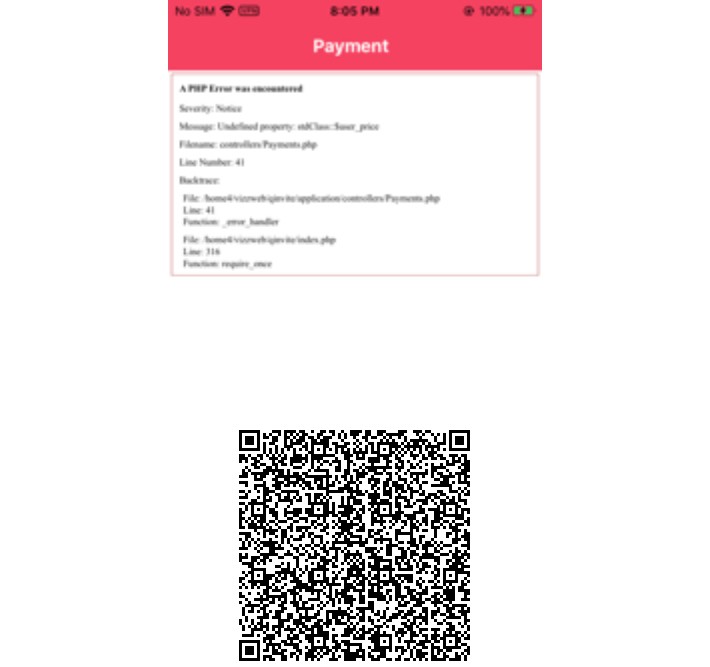 No SIM VPN 8:05 PM 100%
Payment
A PHP Error was encountered
Severity: Notice
Message: Undefined property: stdClass::$user_price
Filename: controllers/Payments.php
Line Number: 41
Backtrace:
File: /home4/vizzweb/qinvite/application/controllers/Payments.php
Line: 41
Function: _error_handler
File: /home4/vizzweb/qinvite/index.php
Line: 316
Function: require_once